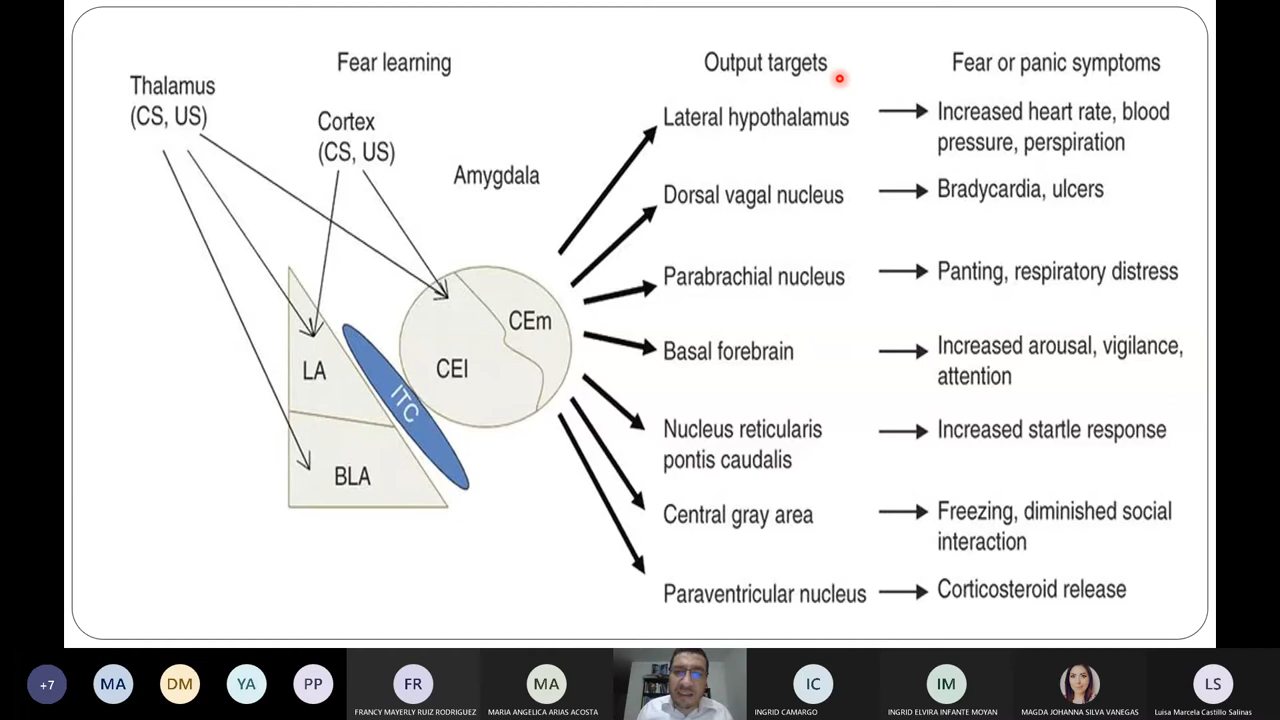 Fear learning
Output targets
Fear or panic symptoms
Thalamus
(CS, US)
Cortex
(CS, US)
Amygdala
LA
BLA
ITC
CEl
CEm
Lateral hypothalamus
Increased heart rate, blood
pressure, perspiration
Dorsal vagal nucleus
Bradycardia, ulcers
Parabrachial nucleus
Panting, respiratory distress
Basal forebrain
Increased arousal, vigilance,
attention
Nucleus reticularis
pontis caudalis
Increased startle response
Central gray area
Freezing, diminished social
interaction
Paraventricular nucleus
Corticosteroid release
+7
MA
DM
YA
PP
FR
FRANCY MAYERLY RUIZ RODRIGUEZ
MA
MARIA ANGELICA ARIAS ACOSTA
IC
INGRID CAMARGO
IM
INGRID ELVIRA INFANTE MOYAN
MAGDA JOHANNA SILVA VANEGAS
LS
Luisa Marcela Castillo Salinas